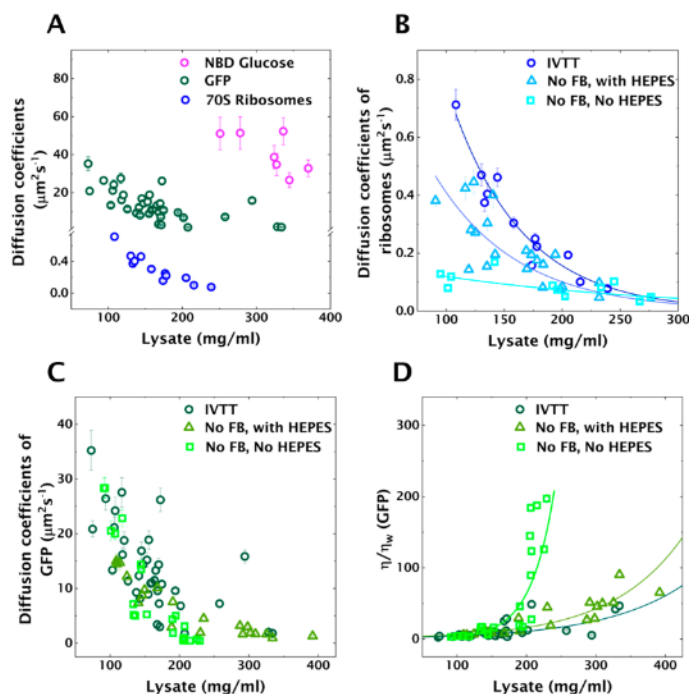 A
NBD Glucose
GFP
70S Ribosomes
Diffusion coefficients
(μm²s⁻¹)
80
60
40
20
0.4
0.0
100
200
300
400
Lysate (mg/ml)
B
IVTT
No FB, with HEPES
No FB, No HEPES
Diffusion coefficients of
ribosomes (μm²s⁻¹)
0.8
0.6
0.4
0.2
0.0
100
150
200
250
300
Lysate (mg/ml)
C
IVTT
No FB, with HEPES
No FB, No HEPES
Diffusion coefficients of
GFP (μm²s⁻¹)
40
30
20
10
0
100
200
300
400
Lysate (mg/ml)
D
IVTT
No FB, with HEPES
No FB, No HEPES
η/ηw (GFP)
300
200
100
0
100
200
300
400
Lysate (mg/ml)